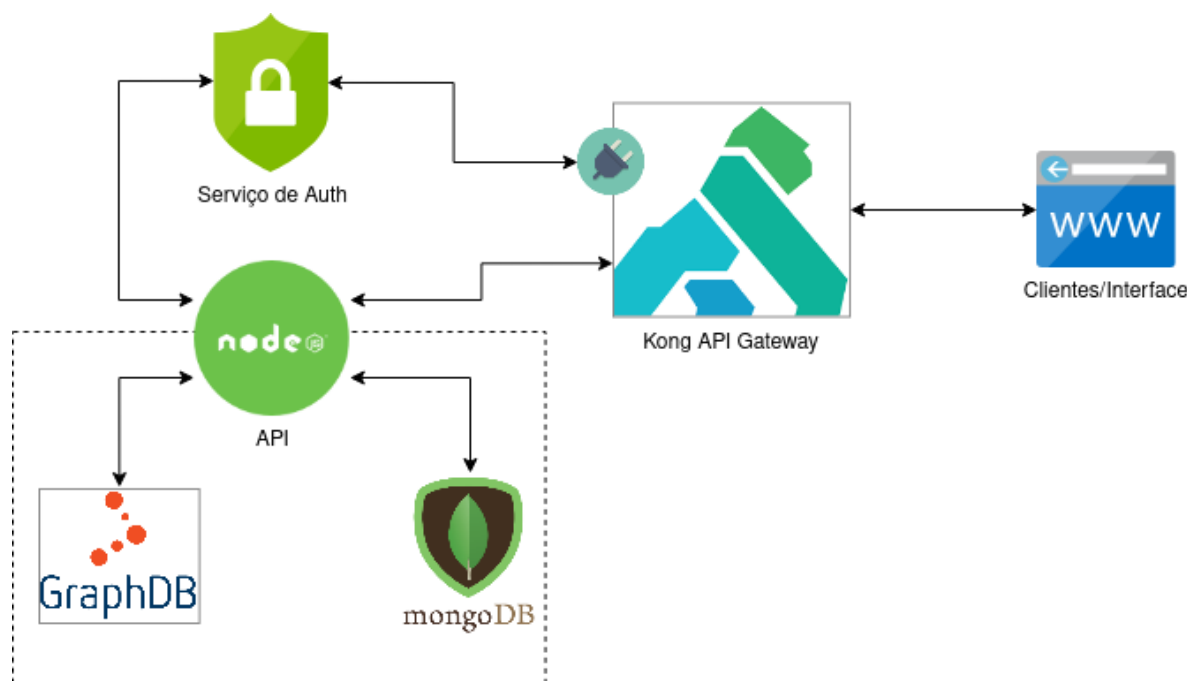 Serviço de Auth
WWW
Kong API Gateway
Clientes/Interface
node JS
API
GraphDB
mongoDB